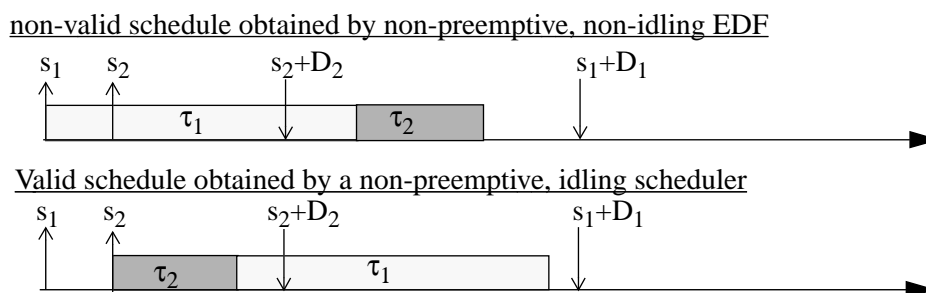 non-valid schedule obtained by non-preemptive, non-idling EDF
s1 s2 s2+D2 s1+D1
τ1 τ2
Valid schedule obtained by a non-preemptive, idling scheduler
s1 s2 s2+D2 s1+D1
τ2 τ1